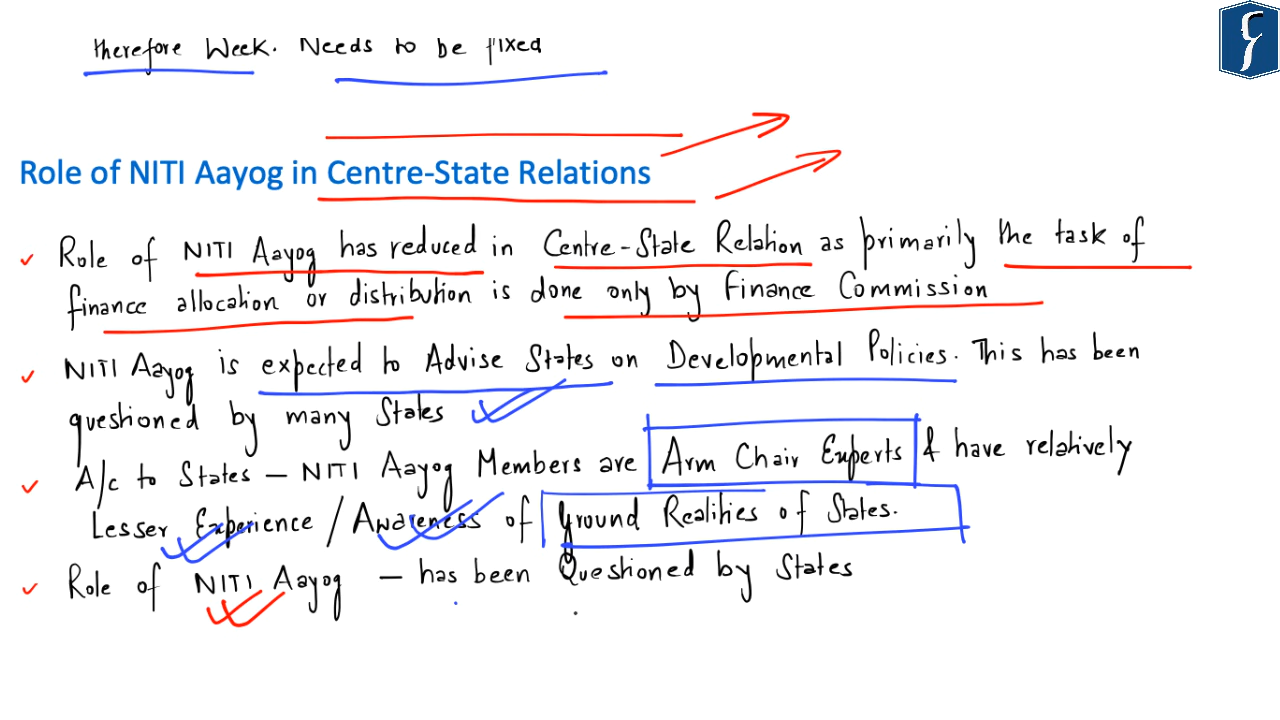 therefore Week. Needs to be fixed
Role of NITI Aayog in Centre-State Relations
Role of NITI Aayog has reduced in Centre-State Relation as primarily the task of
finance allocation or distribution is done only by Finance Commission
NITI Aayog is expected to Advise States on Developmental Policies. This has been
questioned by many States
A/c to States – NITI Aayog Members are Arm Chair Experts & have relatively
Lesser Experience / Awareness of Ground Realities of States.
Role of NITI Aayog – has been Questioned by States